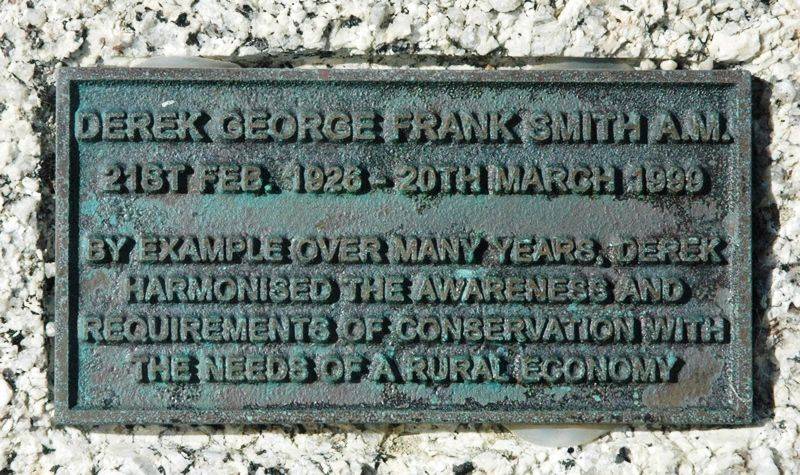 DEREK GEORGE FRANK SMITH A.M.
21ST FEB. 1926 - 20TH MARCH 1999
BY EXAMPLE OVER MANY YEARS, DEREK
HARMONISED THE AWARENESS AND
REQUIREMENTS OF CONSERVATION WITH
THE NEEDS OF A RURAL ECONOMY